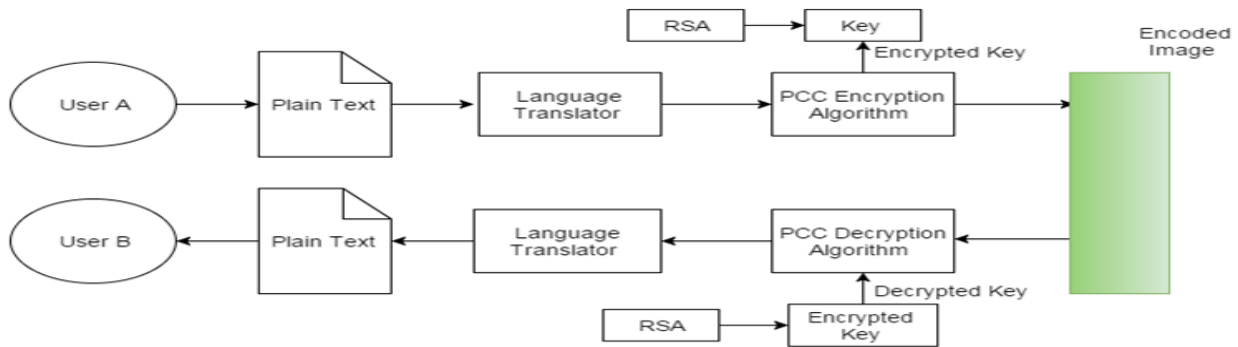 RSA
Key
Encoded
Image
Encrypted Key
User A
Plain Text
Language
Translator
PCC Encryption
Algorithm
User B
Plain Text
Language
Translator
PCC Decryption
Algorithm
Decrypted Key
RSA
Encrypted
Key